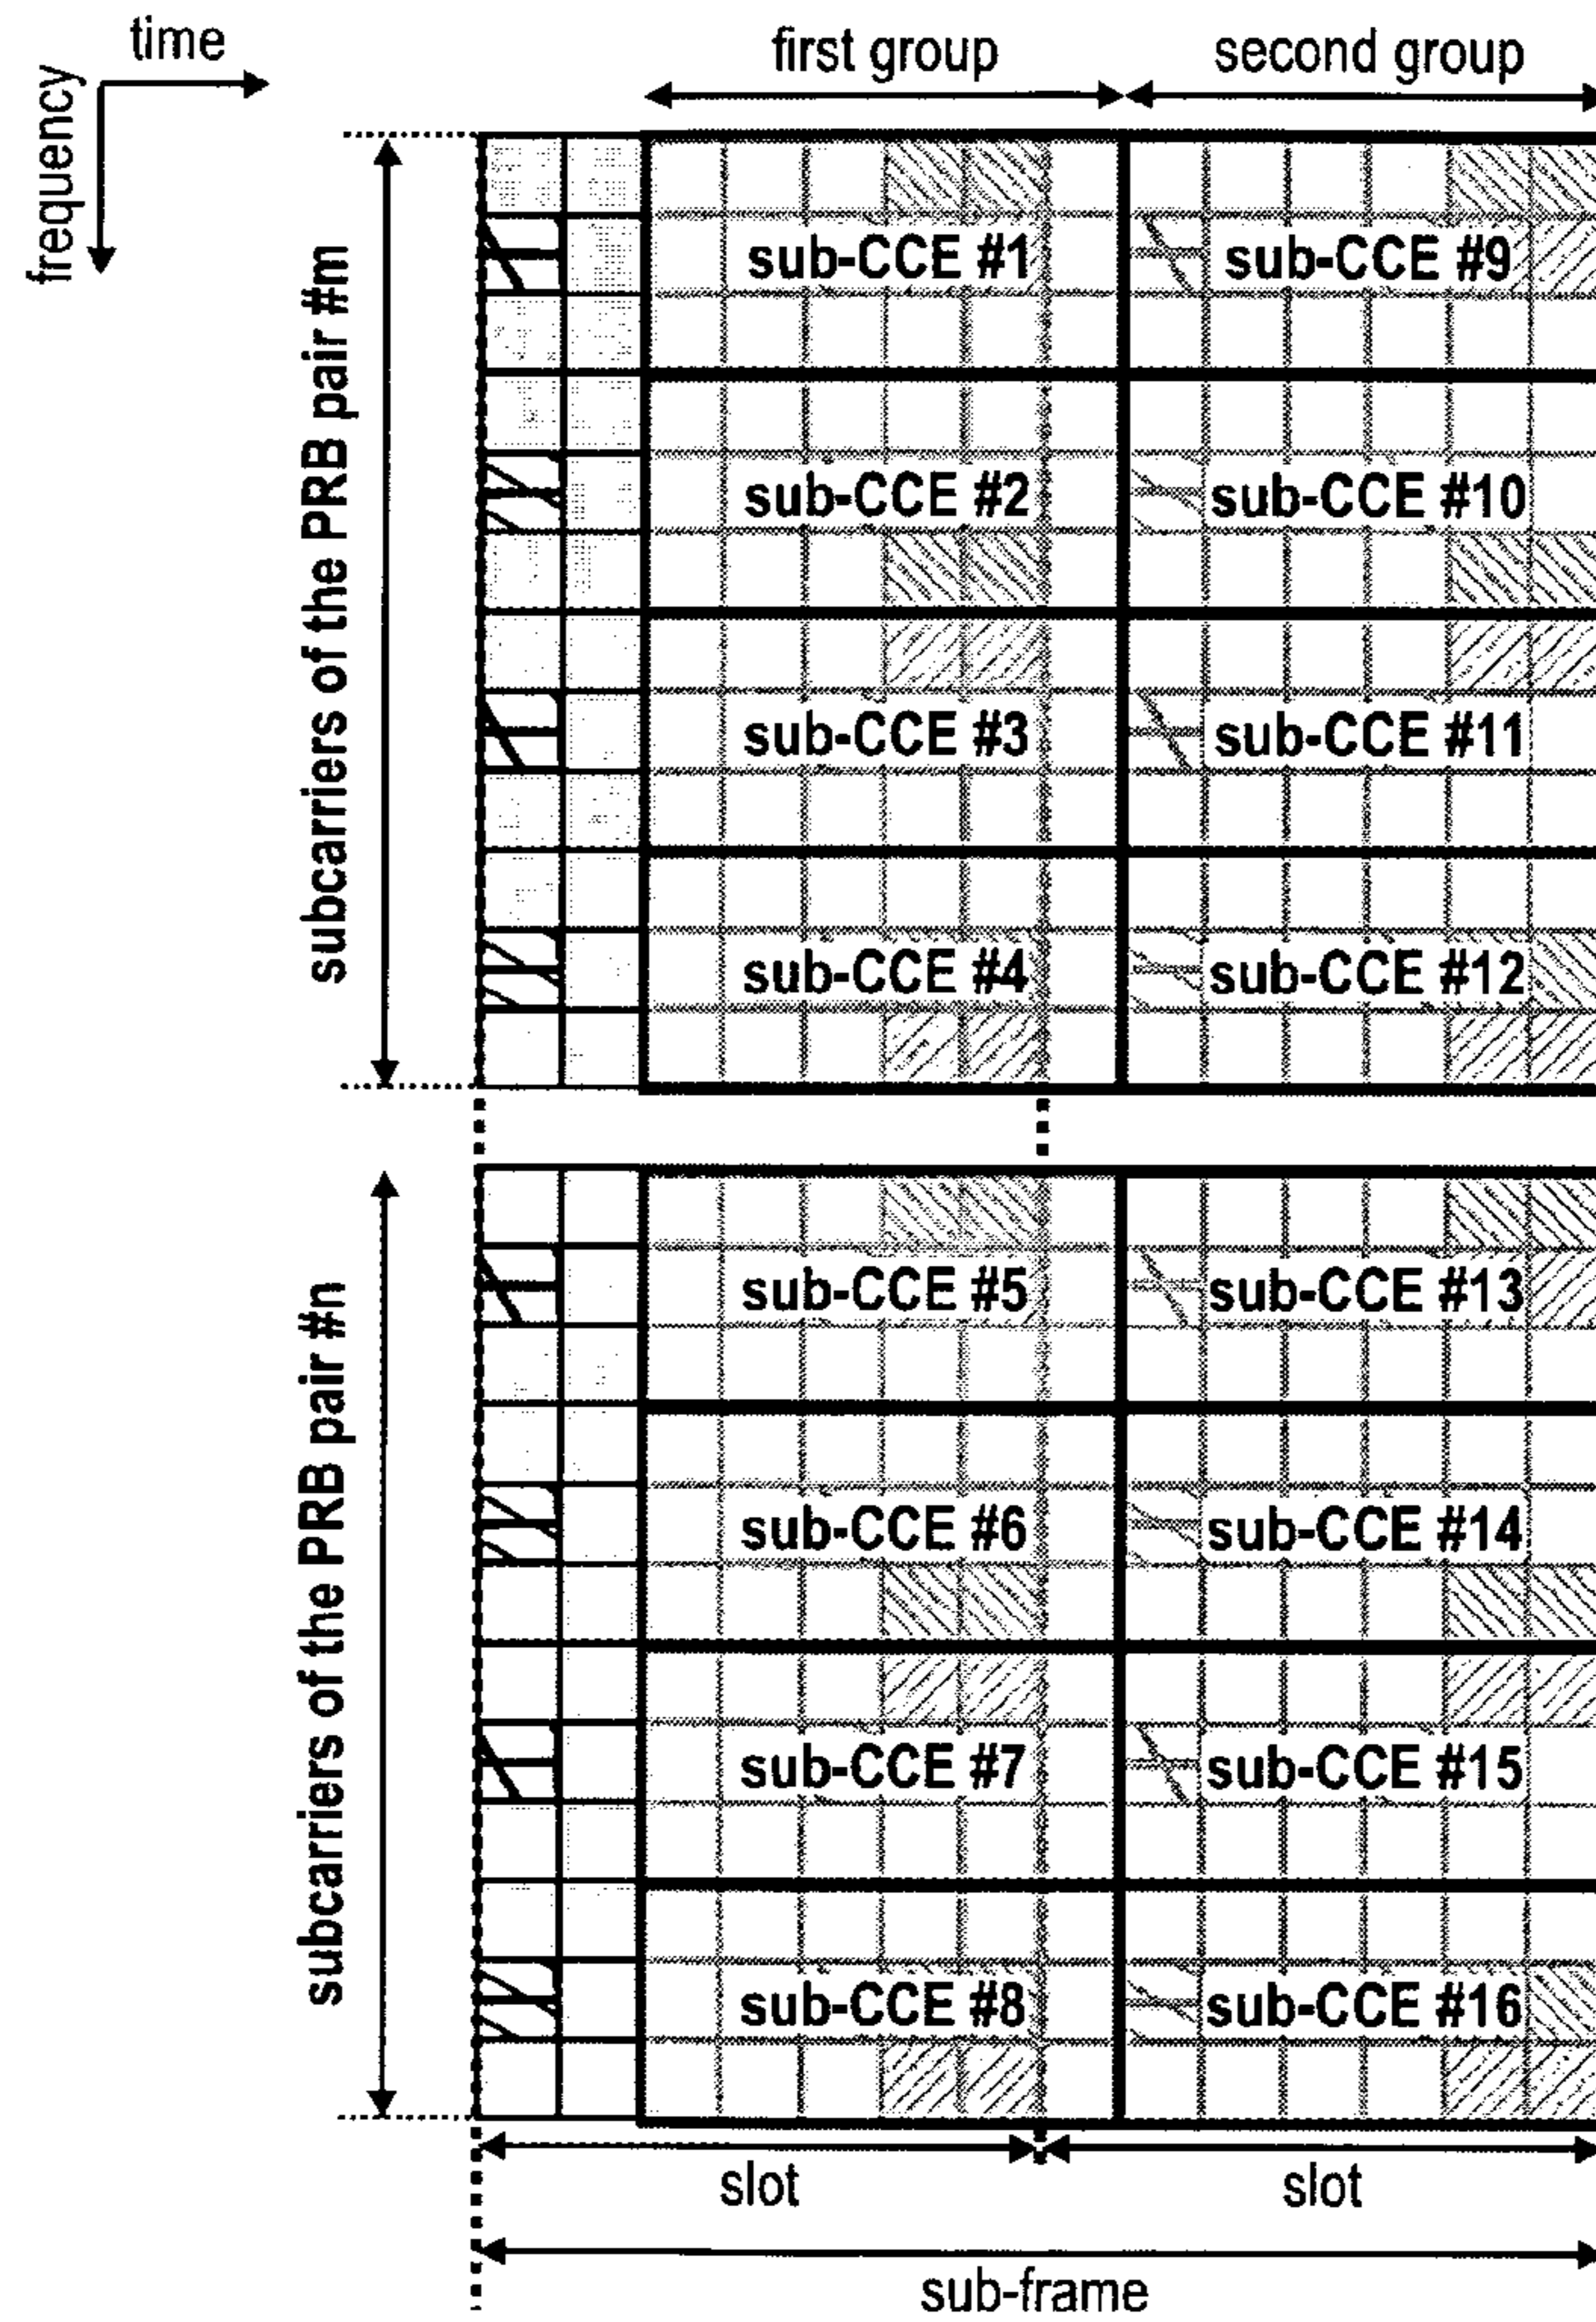 time
frequency
first group
second group
subcarriers of the PRB pair #m
sub-CCE #1
sub-CCE #9
sub-CCE #2
sub-CCE #10
sub-CCE #3
sub-CCE #11
sub-CCE #4
sub-CCE #12
subcarriers of the PRB pair #n
sub-CCE #5
sub-CCE #13
sub-CCE #6
sub-CCE #14
sub-CCE #7
sub-CCE #15
sub-CCE #8
sub-CCE #16
slot
slot
sub-frame